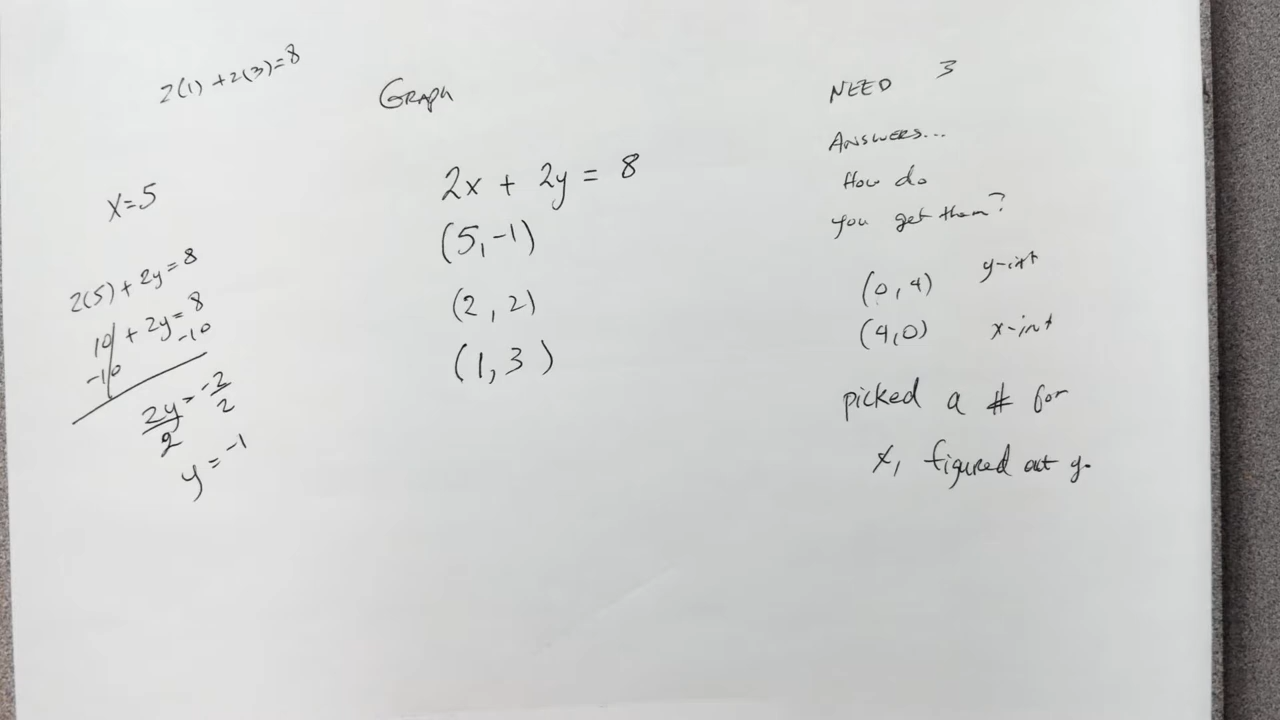 2(1) + 2(3) = 8
x = 5
2(5) + 2y = 8
10 + 2y = 8
-10 -10
2y = -2
2 2
y = -1
GRAPH
2x + 2y = 8
(5, -1)
(2, 2)
(1, 3)
NEED 3
ANSWERS...
How do
you get them?
(0, 4) y-int
(4, 0) x-int
picked a # for
x, figured out y.